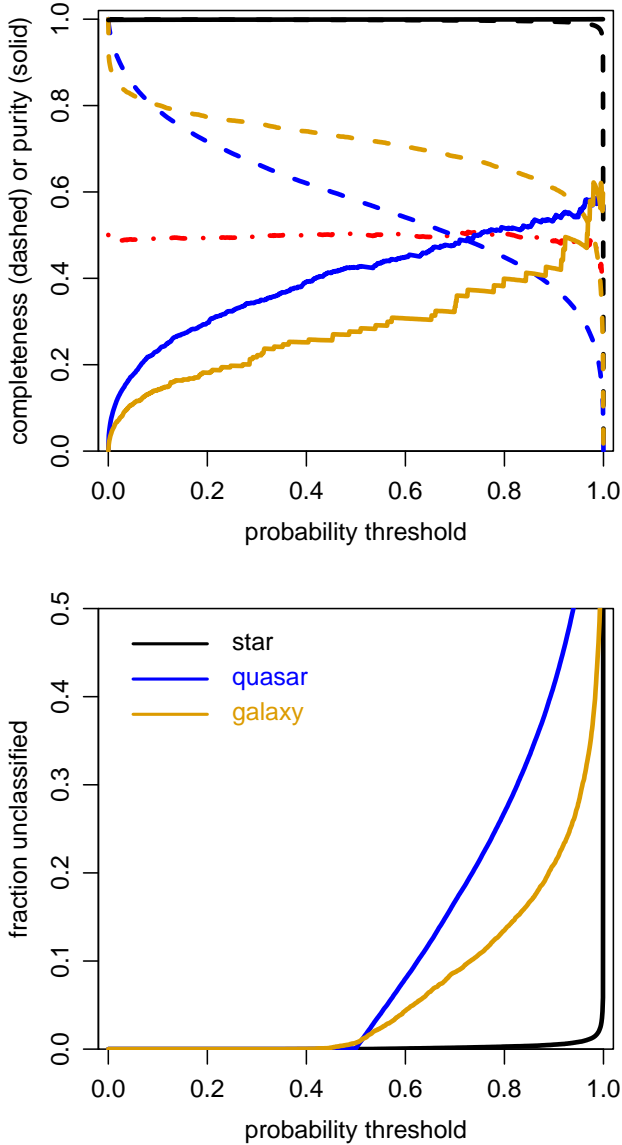 completeness (dashed) or purity (solid)
1.0
0.8
0.6
0.4
0.2
0.0
0.0 0.2 0.4 0.6 0.8 1.0
probability threshold
fraction unclassified
0.5
0.4
0.3
0.2
0.1
0.0
star
quasar
galaxy
0.0 0.2 0.4 0.6 0.8 1.0
probability threshold